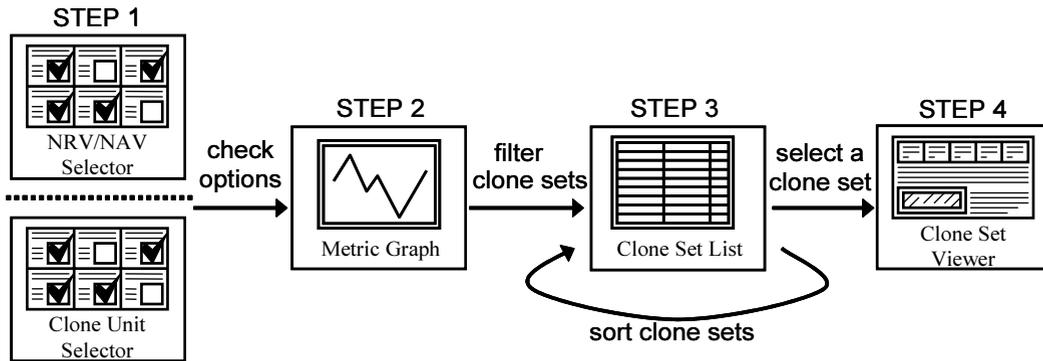 STEP 1
NRV/NAV
Selector
Clone Unit
Selector
check
options
STEP 2
Metric Graph
filter
clone sets
STEP 3
Clone Set List
sort clone sets
select a
clone set
STEP 4
Clone Set
Viewer